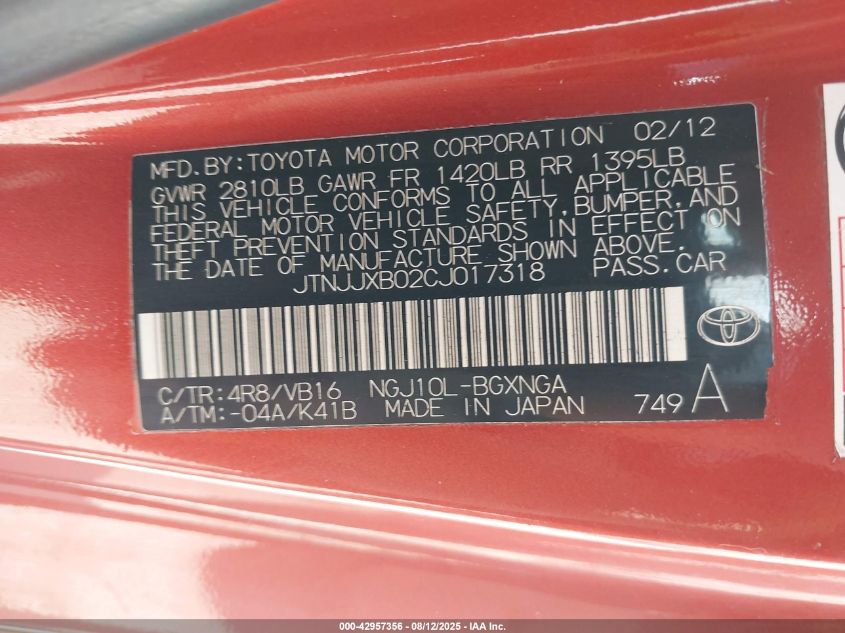 MFD.BY:TOYOTA MOTOR CORPORATION 02/12
GVWR 2810LB GAWR FR 1420LB RR 1395LB
THIS VEHICLE CONFORMS TO ALL APPLICABLE
FEDERAL MOTOR VEHICLE SAFETY,BUMPER,AND
THEFT PREVENTION STANDARDS IN EFFECT ON
THE DATE OF MANUFACTURE SHOWN ABOVE.
JTNJJXB02CJ017318 PASS.CAR
C/TR:4R8/VB16 NGJ10L-BGXNGA
A/TM:-04A/K41B MADE IN JAPAN 749 A
000-42957356 - 08/12/2025 - IAA Inc.